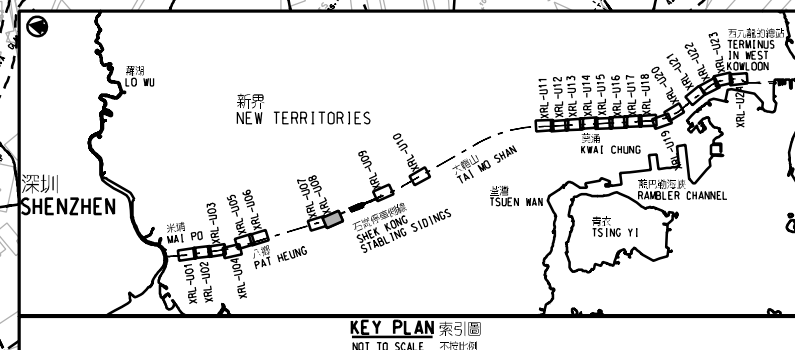 羅湖
LO WU
新界
NEW TERRITORIES
深圳
SHENZHEN
米埔
MAI PO
XRL-U01
XRL-U02
XRL-U03
XRL-U04
XRL-U05
XRL-U06
八鄉
PAT HEUNG
XRL-U07
XRL-U08
XRL-U09
XRL-U10
石崗停車側線
SHEK KONG
STABLING SIDINGS
大帽山
TAI MO SHAN
XRL-U11
XRL-U12
XRL-U13
XRL-U14
XRL-U15
XRL-U16
XRL-U17
XRL-U18
XRL-U19
XRL-U20
XRL-U21
XRL-U22
XRL-U23
XRL-U24
西九龍的總站
TERMINUS
IN WEST
KOWLOON
葵涌
KWAI CHUNG
荃灣
TSUEN WAN
藍巴勒海峽
RAMBLER CHANNEL
青衣
TSING YI
KEY PLAN 索引圖
NOT TO SCALE 不按比例